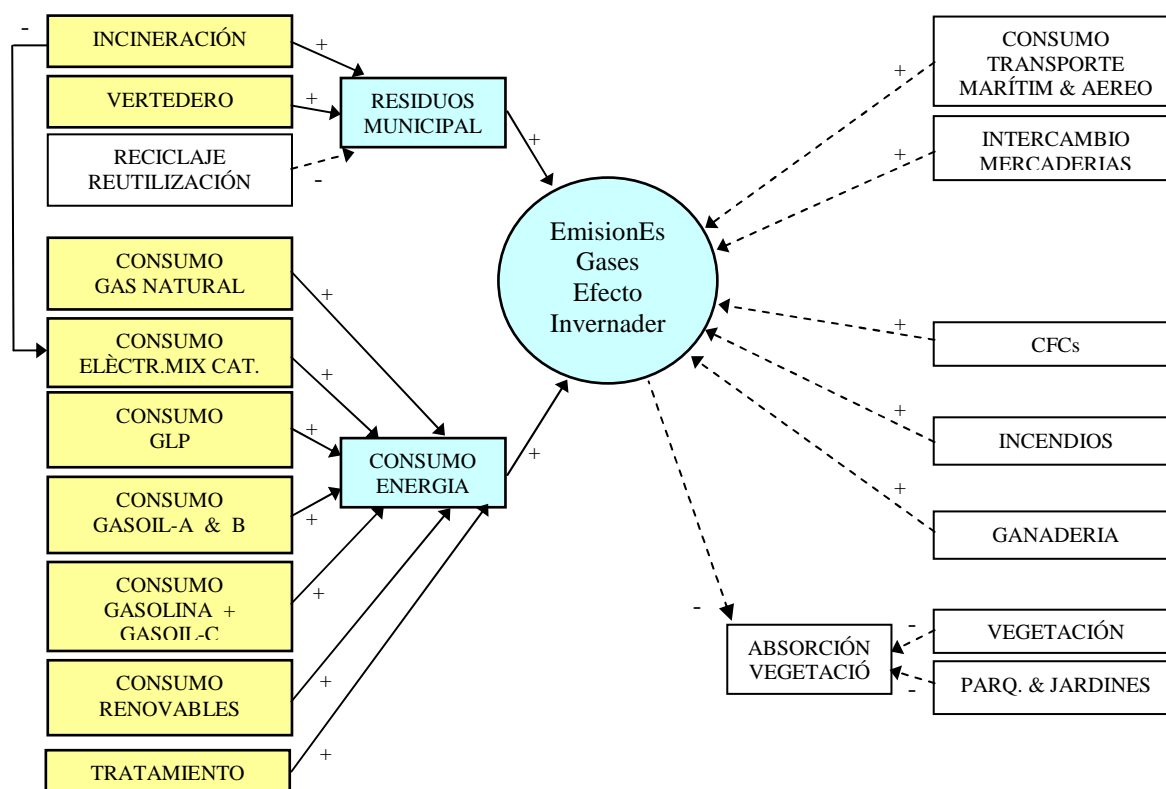 -
INCINERACIÓN
+
VERTEDERO
+
RECICLAJE
REUTILIZACIÓN
-
RESIDUOS
MUNICIPAL
+
CONSUMO
GAS NATURAL
+
CONSUMO
ELÈCTR.MIX CAT.
+
CONSUMO
GLP
+
CONSUMO
GASOIL-A & B
+
CONSUMO
GASOLINA +
GASOIL-C
+
CONSUMO
RENOVABLES
+
TRATAMIENTO
+
CONSUMO
ENERGIA
+
EmisionEs
Gases
Efecto
Invernader
CONSUMO
TRANSPORTE
MARÍTIM & AEREO
+
INTERCAMBIO
MERCADERIAS
+
CFCs
+
INCENDIOS
+
GANADERIA
+
-
ABSORCIÓN
VEGETACIÓ
-
VEGETACIÓN
-
PARQ. & JARDINES